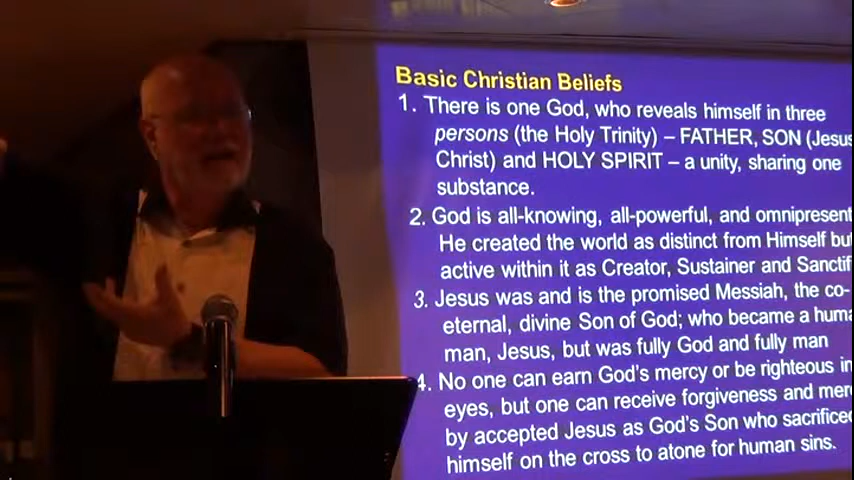 Basic Christian Beliefs
1. There is one God, who reveals himself in three
persons (the Holy Trinity) – FATHER, SON (Jesus
Christ) and HOLY SPIRIT – a unity, sharing one
substance.
2. God is all-knowing, all-powerful, and omnipresent
He created the world as distinct from Himself but
active within it as Creator, Sustainer and Sanctif
3. Jesus was and is the promised Messiah, the co-
eternal, divine Son of God; who became a huma
man, Jesus, but was fully God and fully man
4. No one can earn God's mercy or be righteous in
eyes, but one can receive forgiveness and mer
by accepted Jesus as God's Son who sacrificed
himself on the cross to atone for human sins.